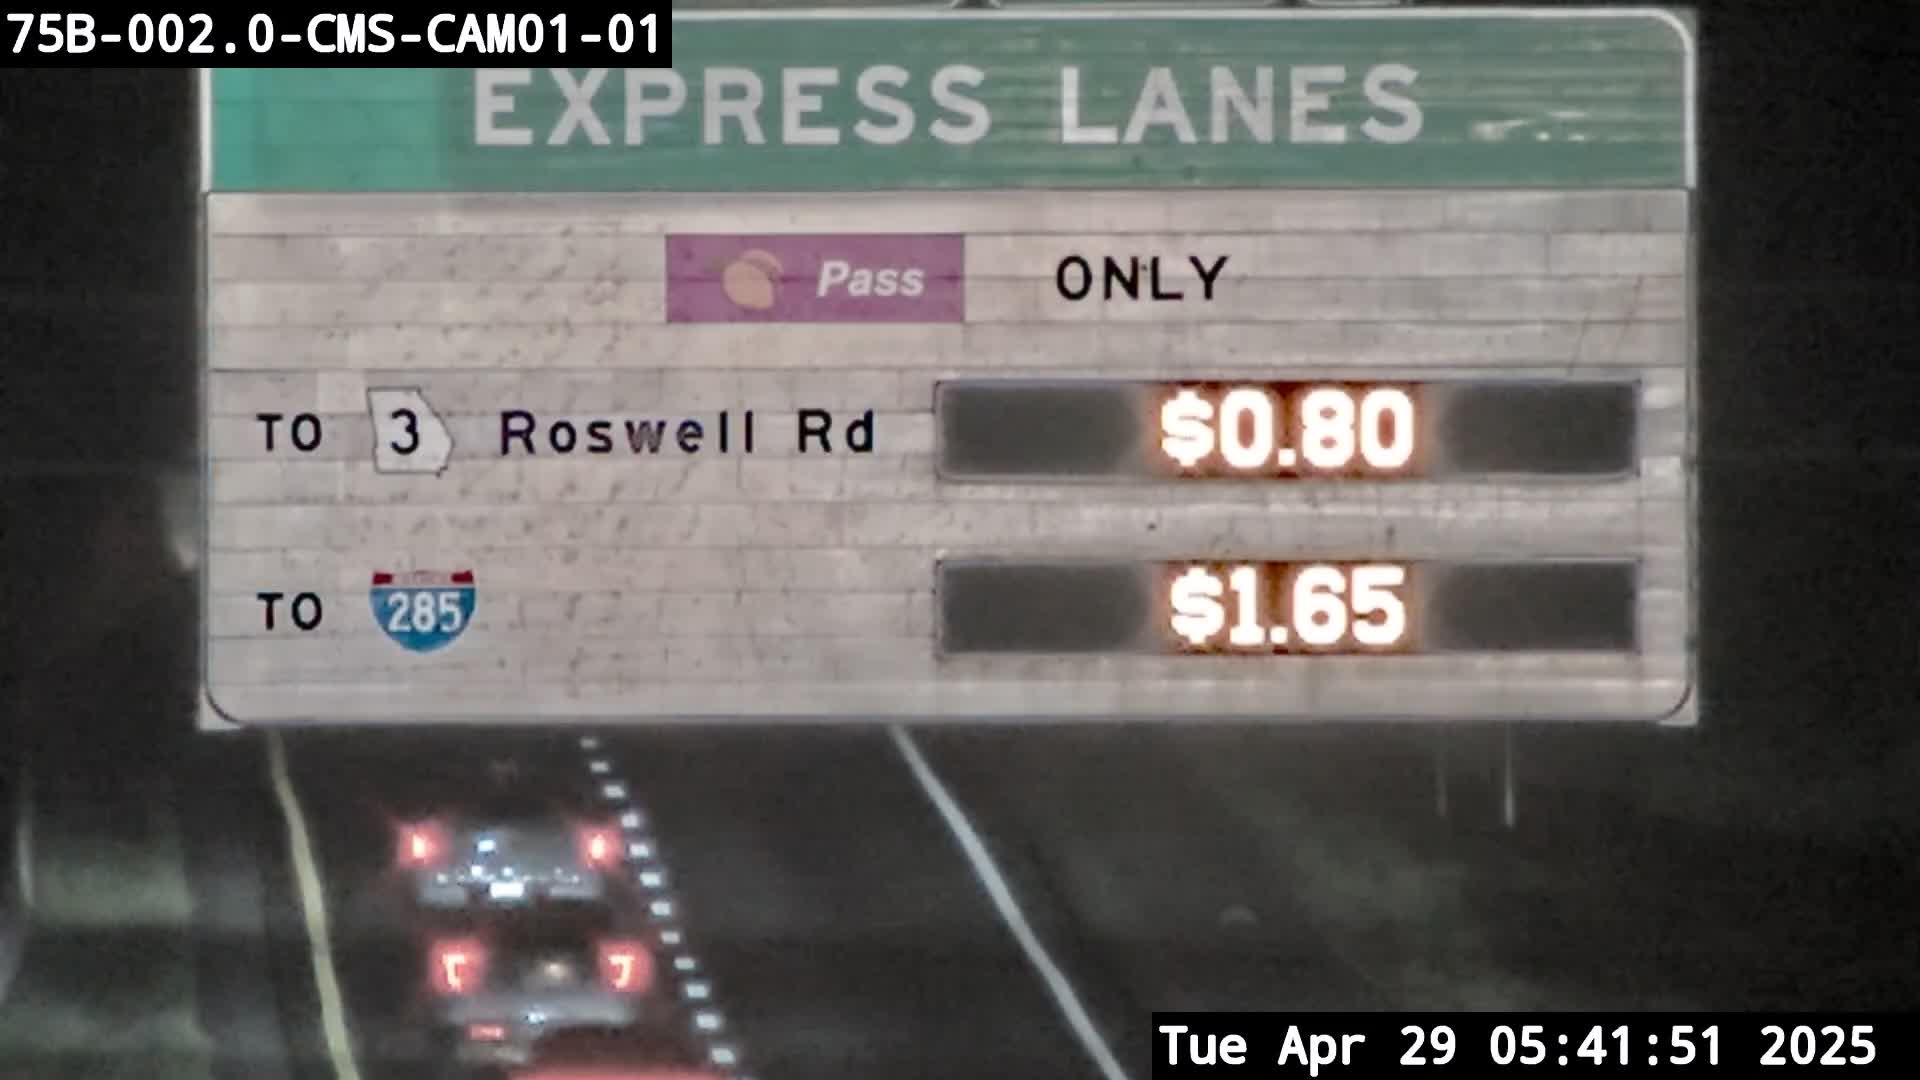 75B-002.0-CMS-CAM01-01
EXPRESS LANES
Pass ONLY
TO 3 Roswell Rd $0.80
TO 285 $1.65
Tue Apr 29 05:41:51 2025